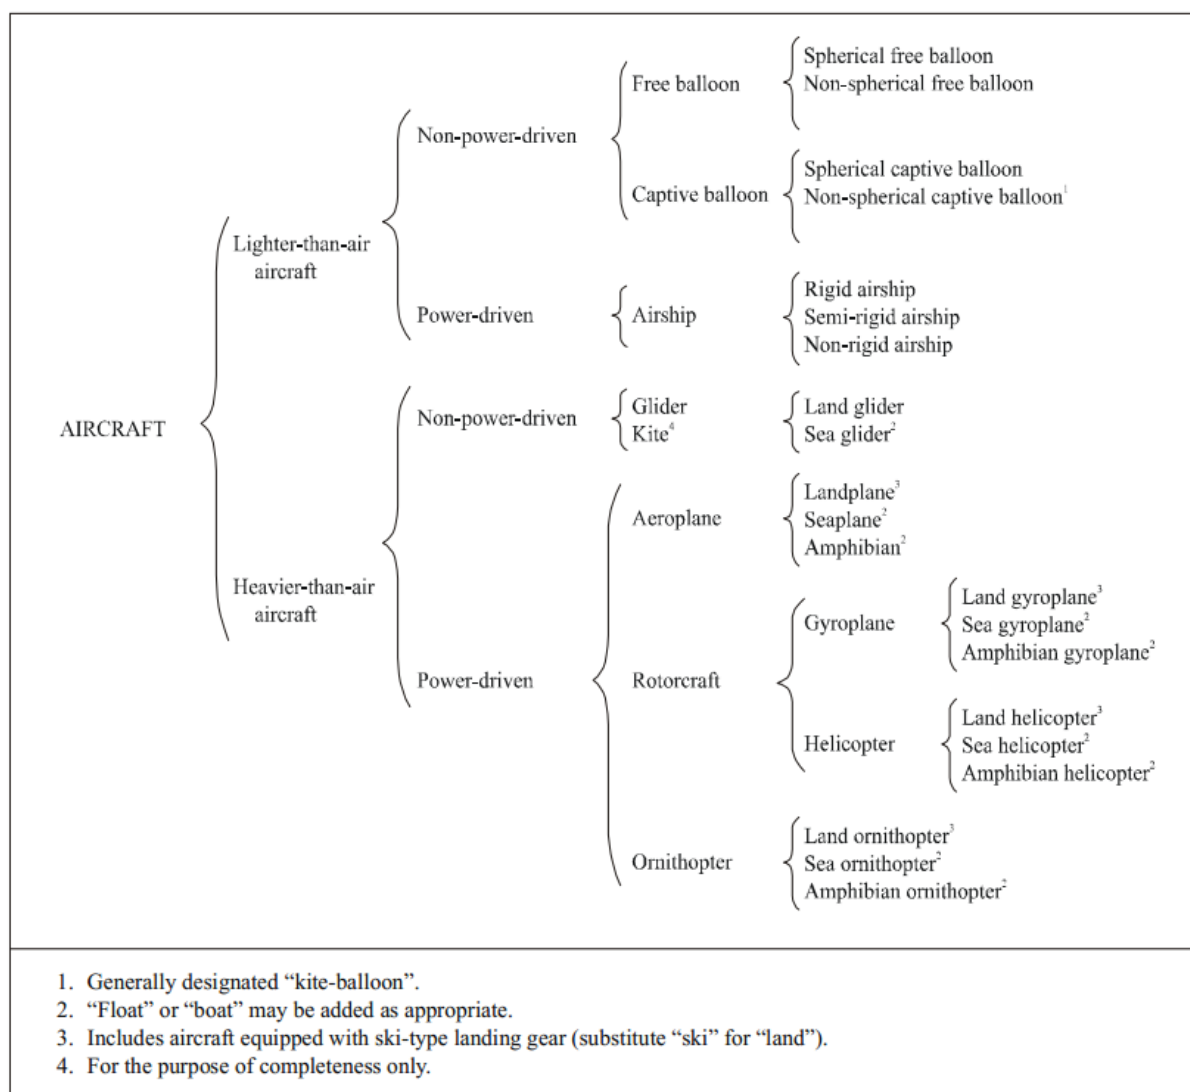 Spherical free balloon
Free balloon
Non-spherical free balloon
Non-power-driven
Spherical captive balloon
Captive balloon
Non-spherical captive balloon¹
Lighter-than-air
aircraft
Rigid airship
Power-driven
Airship
Semi-rigid airship
Non-rigid airship
AIRCRAFT
Non-power-driven
Glider
Kite⁴
Land glider
Sea glider²
Landplane³
Aeroplane
Seaplane²
Amphibian²
Heavier-than-air
aircraft
Land gyroplane³
Gyroplane
Sea gyroplane²
Amphibian gyroplane²
Power-driven
Rotorcraft
Land helicopter³
Helicopter
Sea helicopter²
Amphibian helicopter²
Land ornithopter³
Ornithopter
Sea ornithopter²
Amphibian ornithopter²
1. Generally designated “kite-balloon”.
2. “Float” or “boat” may be added as appropriate.
3. Includes aircraft equipped with ski-type landing gear (substitute “ski” for “land”).
4. For the purpose of completeness only.